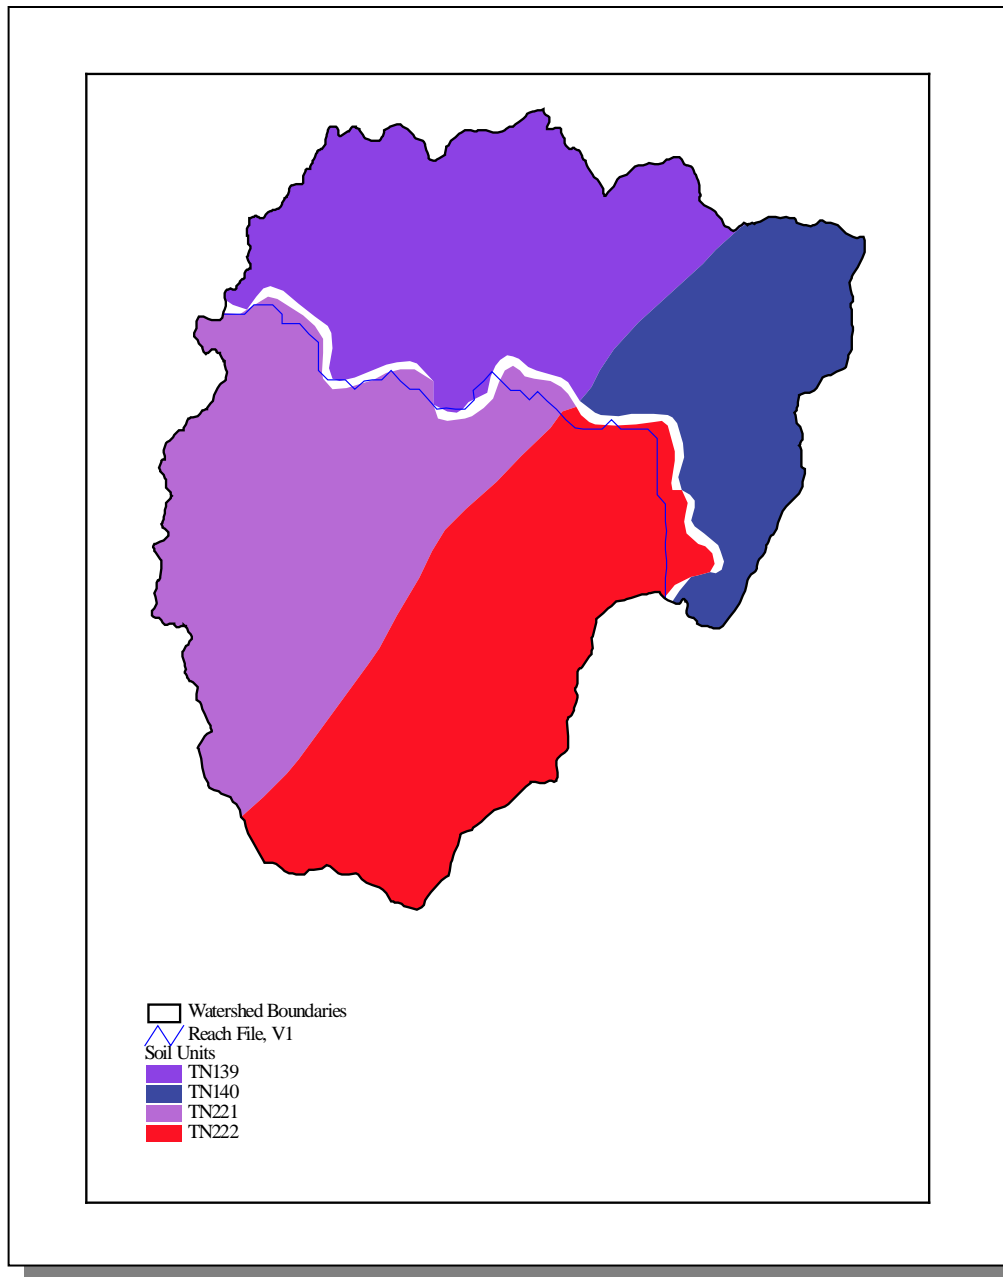 Watershed Boundaries
Reach File, V1
Soil Units
TN139
TN140
TN221
TN222